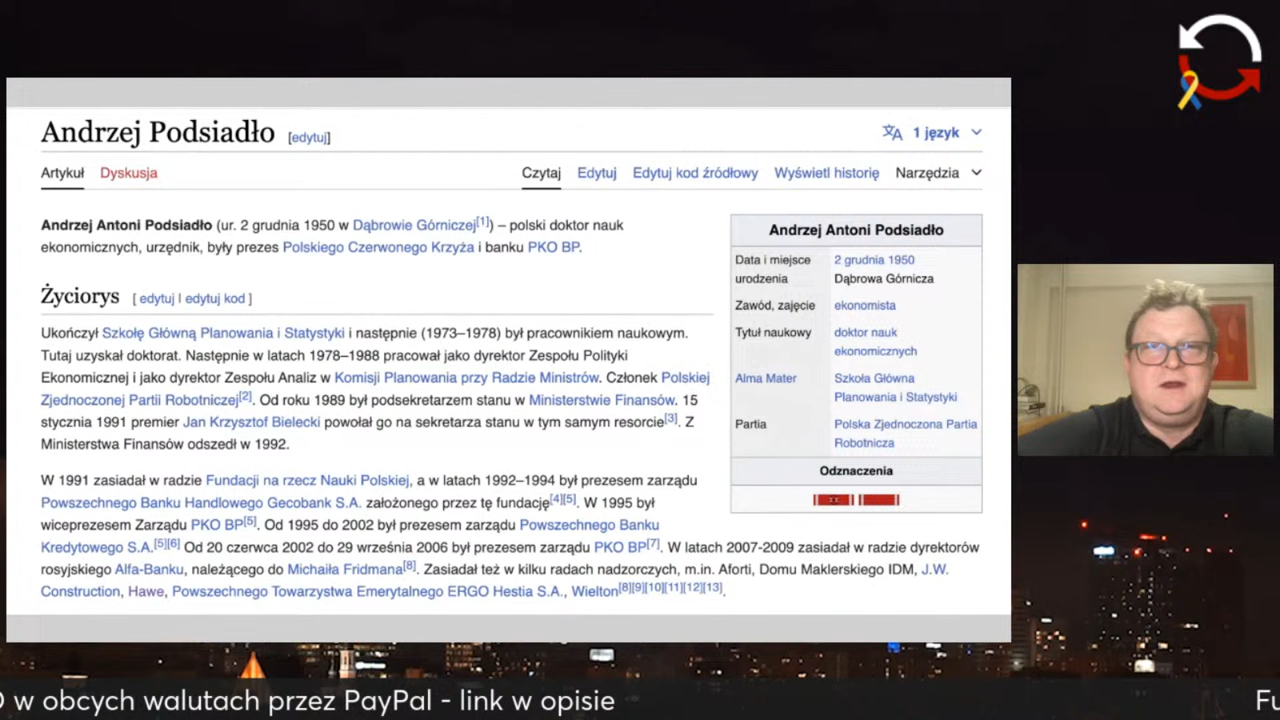 Andrzej Podsiadło [edytuj]
1 język
Artykuł Dyskusja Czytaj Edytuj Edytuj kod źródłowy Wyświetl historię Narzędzia
Andrzej Antoni Podsiadło (ur. 2 grudnia 1950 w Dąbrowie Górniczej[1]) – polski doktor nauk
ekonomicznych, urzędnik, były prezes Polskiego Czerwonego Krzyża i banku PKO BP.
Życiorys [ edytuj | edytuj kod ]
Ukończył Szkołę Główną Planowania i Statystyki i następnie (1973–1978) był pracownikiem naukowym.
Tutaj uzyskał doktorat. Następnie w latach 1978–1988 pracował jako dyrektor Zespołu Polityki
Ekonomicznej i jako dyrektor Zespołu Analiz w Komisji Planowania przy Radzie Ministrów. Członek Polskiej
Zjednoczonej Partii Robotniczej[2]. Od roku 1989 był podsekretarzem stanu w Ministerstwie Finansów. 15
stycznia 1991 premier Jan Krzysztof Bielecki powołał go na sekretarza stanu w tym samym resorcie[3]. Z
Ministerstwa Finansów odszedł w 1992.
W 1991 zasiadał w radzie Fundacji na rzecz Nauki Polskiej, a w latach 1992–1994 był prezesem zarządu
Powszechnego Banku Handlowego Gecobank S.A. założonego przez tę fundację[4][5]. W 1995 był
wiceprezesem Zarządu PKO BP[5]. Od 1995 do 2002 był prezesem zarządu Powszechnego Banku
Kredytowego S.A.[5][6] Od 20 czerwca 2002 do 29 września 2006 był prezesem zarządu PKO BP[7]. W latach 2007-2009 zasiadał w radzie dyrektorów
rosyjskiego Alfa-Banku, należącego do Michaiła Fridmana[8]. Zasiadał też w kilku radach nadzorczych, m.in. Aforti, Domu Maklerskiego IDM, J.W.
Construction, Hawe, Powszechnego Towarzystwa Emerytalnego ERGO Hestia S.A., Wielton[8][9][10][11][12][13].
Andrzej Antoni Podsiadło
Data i miejsce urodzenia 2 grudnia 1950
Dąbrowa Górnicza
Zawód, zajęcie ekonomista
Tytuł naukowy doktor nauk
ekonomicznych
Alma Mater Szkoła Główna
Planowania i Statystyki
Partia Polska Zjednoczona Partia
Robotnicza
Odznaczenia
w obcych walutach przez PayPal - link w opisie